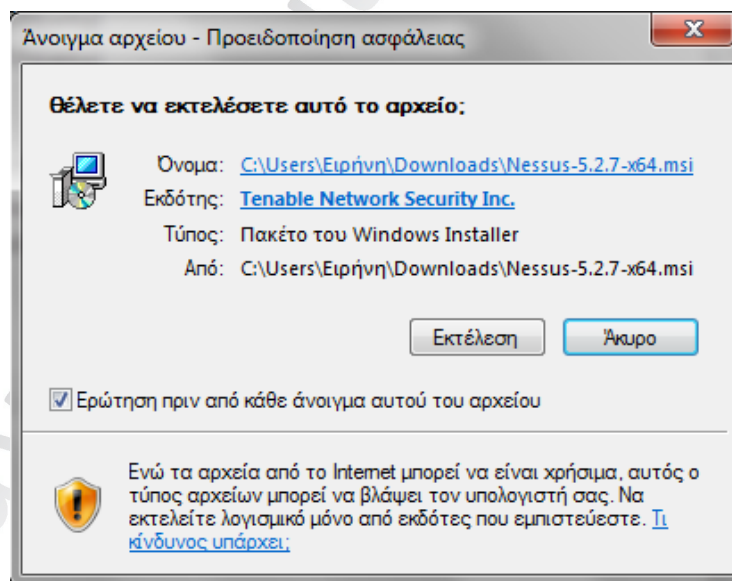 Άνοιγμα αρχείου - Προειδοποίηση ασφάλειας
Θέλετε να εκτελέσετε αυτό το αρχείο;
Όνομα: C:\Users\Ειρήνη\Downloads\Nessus-5.2.7-x64.msi
Εκδότης: Tenable Network Security Inc.
Τύπος: Πακέτο του Windows Installer
Από: C:\Users\Ειρήνη\Downloads\Nessus-5.2.7-x64.msi
Εκτέλεση Άκυρο
Ερώτηση πριν από κάθε άνοιγμα αυτού του αρχείου
Ενώ τα αρχεία από το Internet μπορεί να είναι χρήσιμα, αυτός ο
τύπος αρχείων μπορεί να βλάψει τον υπολογιστή σας. Να
εκτελείτε λογισμικό μόνο από εκδότες που εμπιστεύεστε. Τι
κίνδυνος υπάρχει;